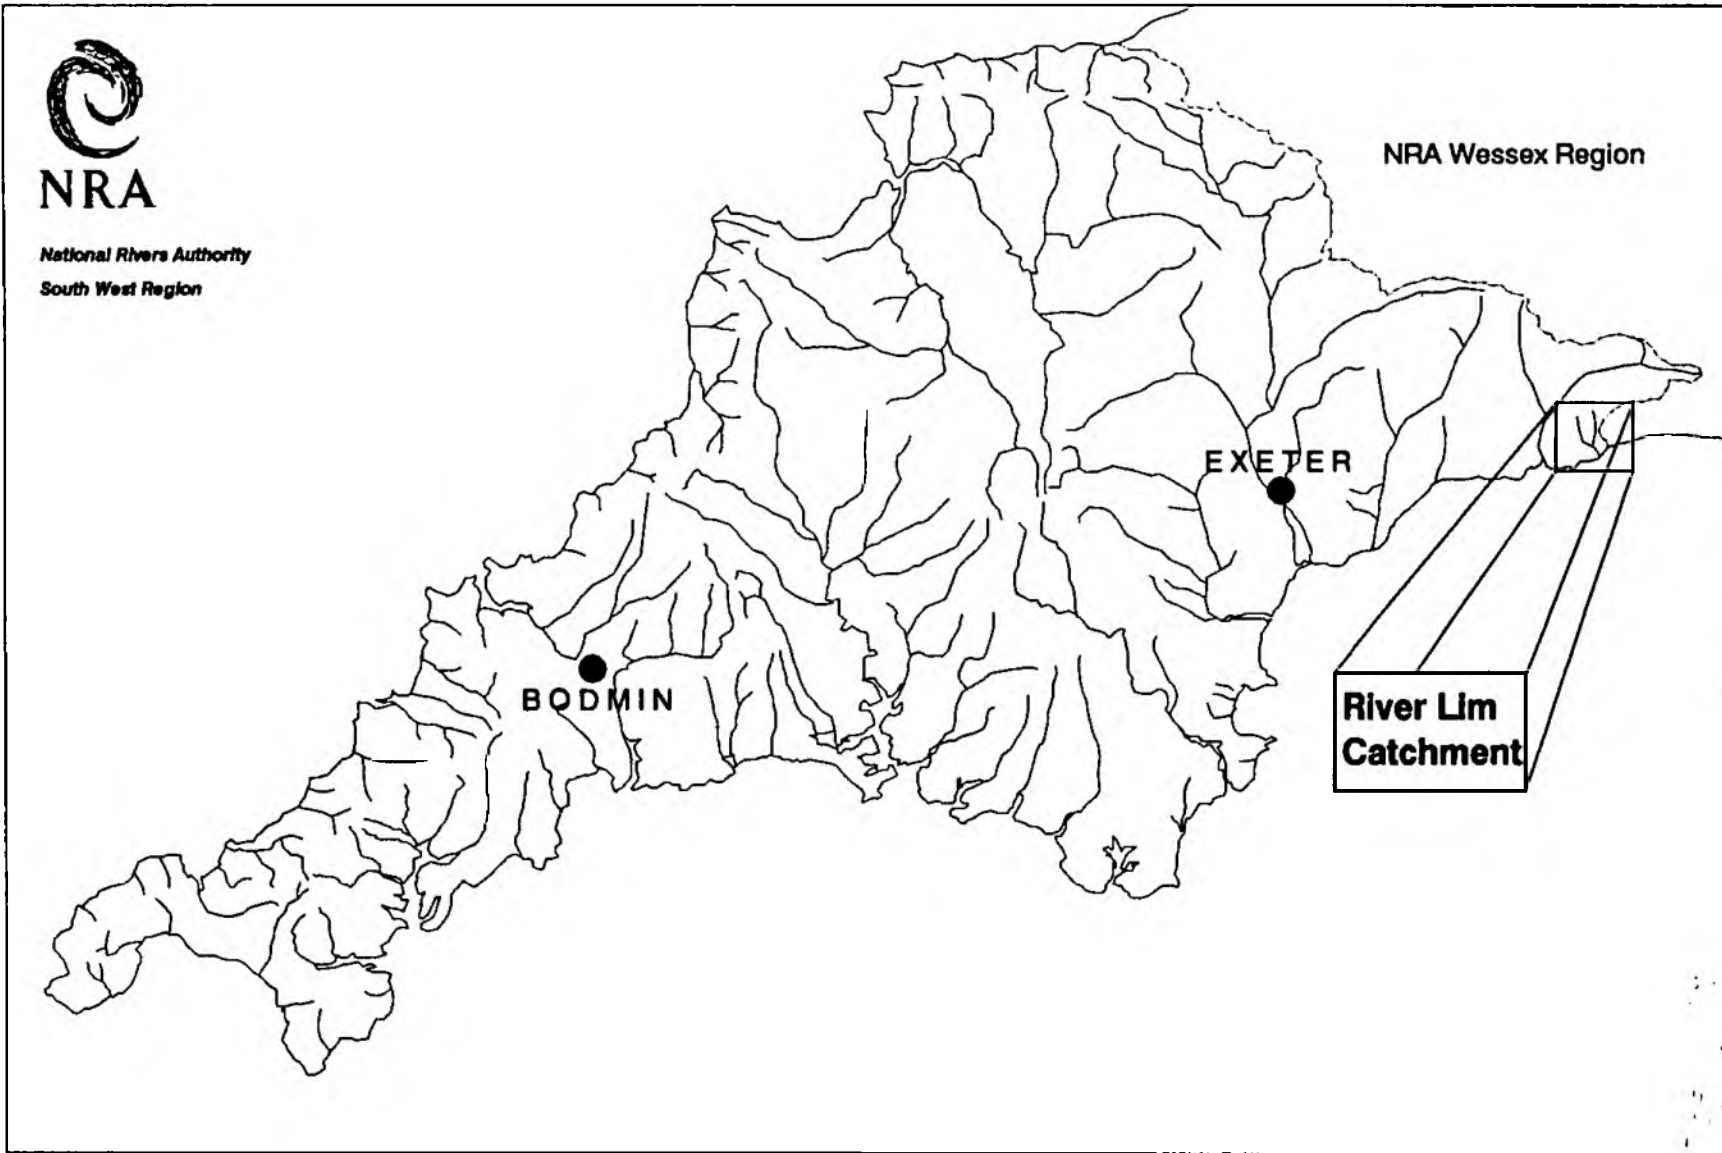 NRA
National Rivers Authority
South West Region
NRA Wessex Region
EXETER
BODMIN
River Lim
Catchment